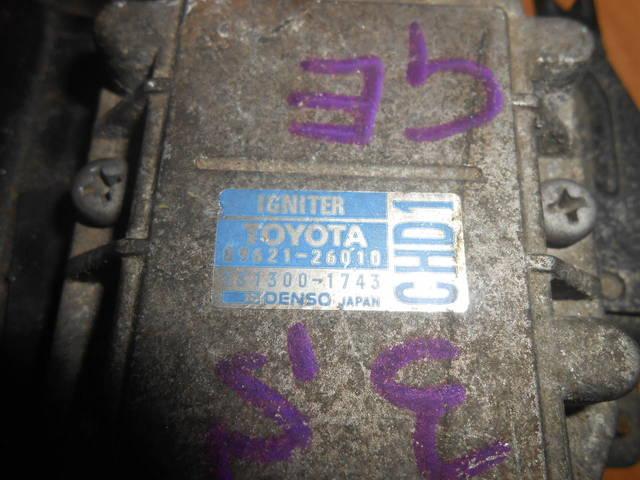 IGNITER
TOYOTA
89621-26010
131300-1743
DENSO JAPAN
CHD1